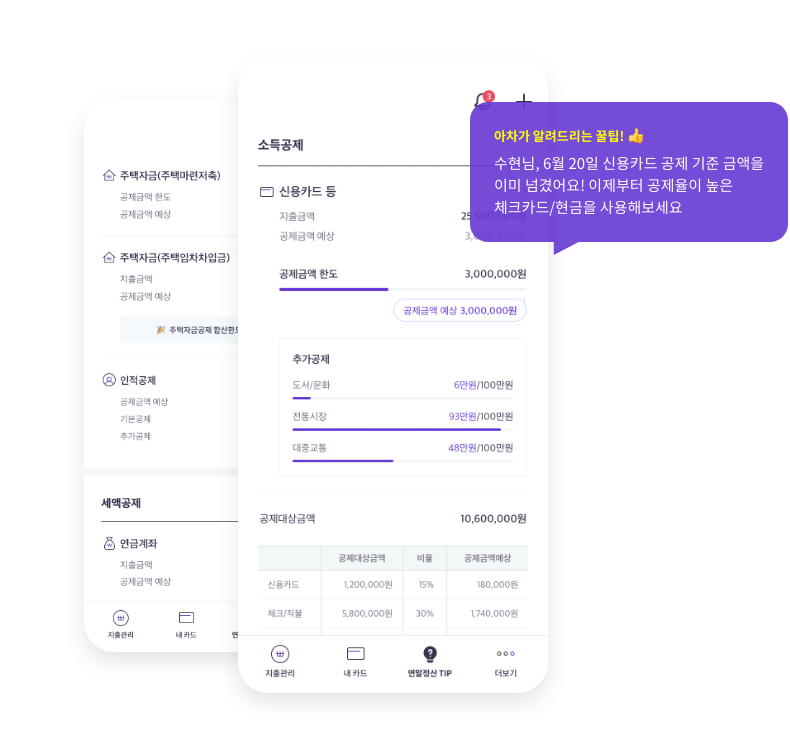 주택자금(주택마련저축)
공제금액 한도
공제금액 예상
주택자금(주택임차차입금)
지출금액
공제금액 예상
🎉 주택자금공제 합산한도
인적공제
공제금액 예상
기본공제
추가공제
세액공제
연금계좌
지출금액
공제금액 예상
지출관리 내 카드
3
소득공제
신용카드 등
지출금액 25,500,000원
공제금액 예상 3,000,000원
공제금액 한도 3,000,000원
공제금액 예상 3,000,000원
추가공제
도서/문화 6만원/100만원
전통시장 93만원/100만원
대중교통 48만원/100만원
공제대상금액 10,600,000원
공제대상금액 비율 공제금액예상
신용카드 1,200,000원 15% 180,000원
체크/직불 5,800,000원 30% 1,740,000원
지출관리 내 카드 연말정산 TIP 더보기
아차가 알려드리는 꿀팁! 👍
수현님, 6월 20일 신용카드 공제 기준 금액을
이미 넘겼어요! 이제부터 공제율이 높은
체크카드/현금을 사용해보세요